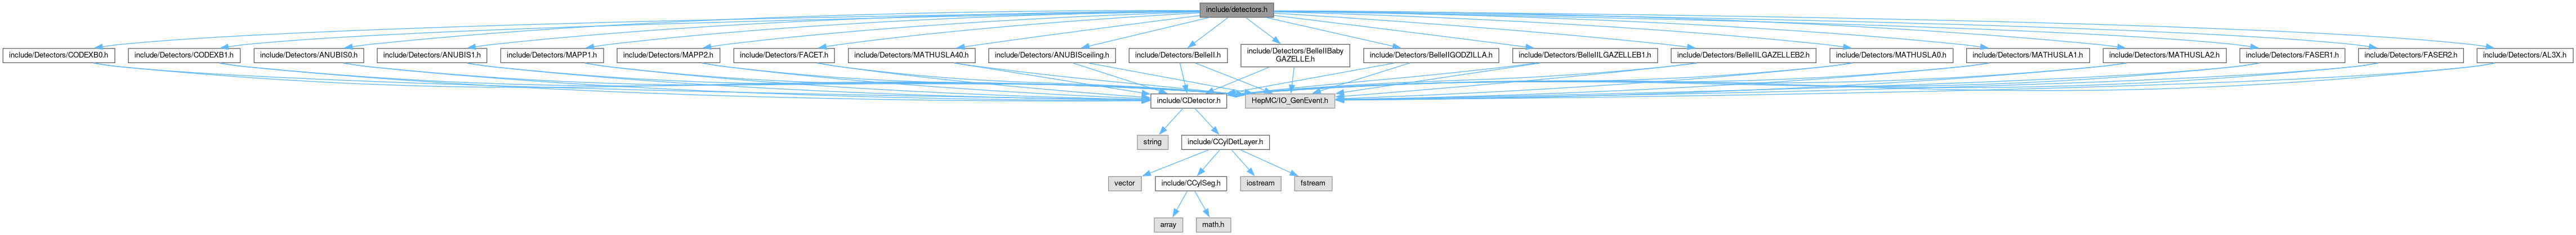 include/detectors.h
include/Detectors/CODEXB0.h
include/Detectors/CODEXB1.h
include/Detectors/ANUBIS0.h
include/Detectors/ANUBIS1.h
include/Detectors/MAPP1.h
include/Detectors/MAPP2.h
include/Detectors/FACET.h
include/Detectors/MATHUSLA40.h
include/Detectors/ANUBISceiling.h
include/Detectors/BelleII.h
include/Detectors/BelleIIBaby
GAZELLE.h
include/Detectors/BelleIIGODZILLA.h
include/Detectors/BelleIILGAZELLEB1.h
include/Detectors/BelleIILGAZELLEB2.h
include/Detectors/MATHUSLA0.h
include/Detectors/MATHUSLA1.h
include/Detectors/MATHUSLA2.h
include/Detectors/FASER1.h
include/Detectors/FASER2.h
include/Detectors/AL3X.h
include/CDetector.h
HepMC/IO_GenEvent.h
string
include/CCylDetLayer.h
vector
include/CCylSeg.h
iostream
fstream
array
math.h